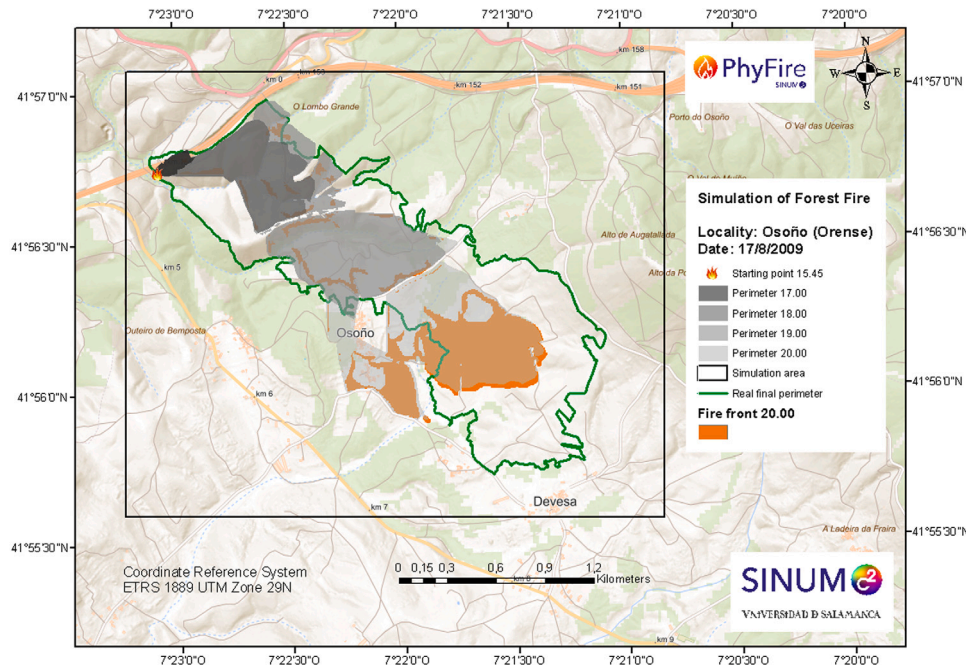 7°23'0"O 7°22'30"O 7°22'0"O 7°21'30"O 7°21'0"O 7°20'30"O 7°20'0"O
41°57'0"N
41°56'30"N
41°56'0"N
41°55'30"N
km 158
km 0
km 152
km 151
O Lombo Grande
PhyFire
SINUM
N
W E
S
41°57'0"N
41°56'30"N
41°56'0"N
41°55'30"N
Porto do Osoño
O Val das Uceiras
O Val do Muíño
Alto de Augatallada
km 5
Outeiro de Bemposta
Osoño
km 6
km 7
Devesa
A Ladeira da Fraira
km 8
km 9
Simulation of Forest Fire
Locality: Osoño (Orense)
Date: 17/8/2009
Starting point 15.45
Perimeter 17.00
Perimeter 18.00
Perimeter 19.00
Perimeter 20.00
Simulation area
Real final perimeter
Fire front 20.00
Coordinate Reference System
ETRS 1889 UTM Zone 29N
0 0,15 0,3 0,6 0,9 1,2
Kilometers
SINUM C2
VNiVERSiDAD D SALAMANCA
7°23'0"O 7°22'30"O 7°22'0"O 7°21'30"O 7°21'0"O 7°20'30"O 7°20'0"O